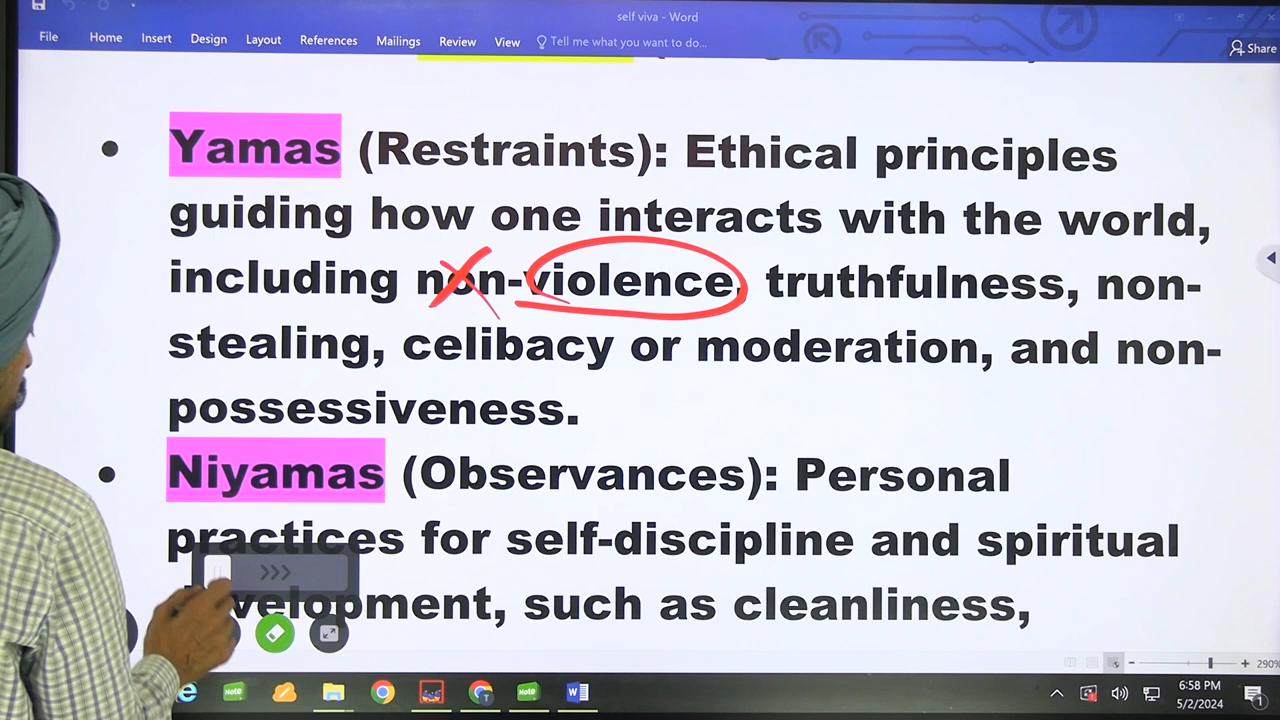 self viva - Word
File Home Insert Design Layout References Mailings Review View Tell me what you want to do... Share
• Yamas (Restraints): Ethical principles
guiding how one interacts with the world,
including non-violence, truthfulness, non-
stealing, celibacy or moderation, and non-
possessiveness.
• Niyamas (Observances): Personal
practices for self-discipline and spiritual
development, such as cleanliness,
290%
Note Note
6:58 PM
5/2/2024